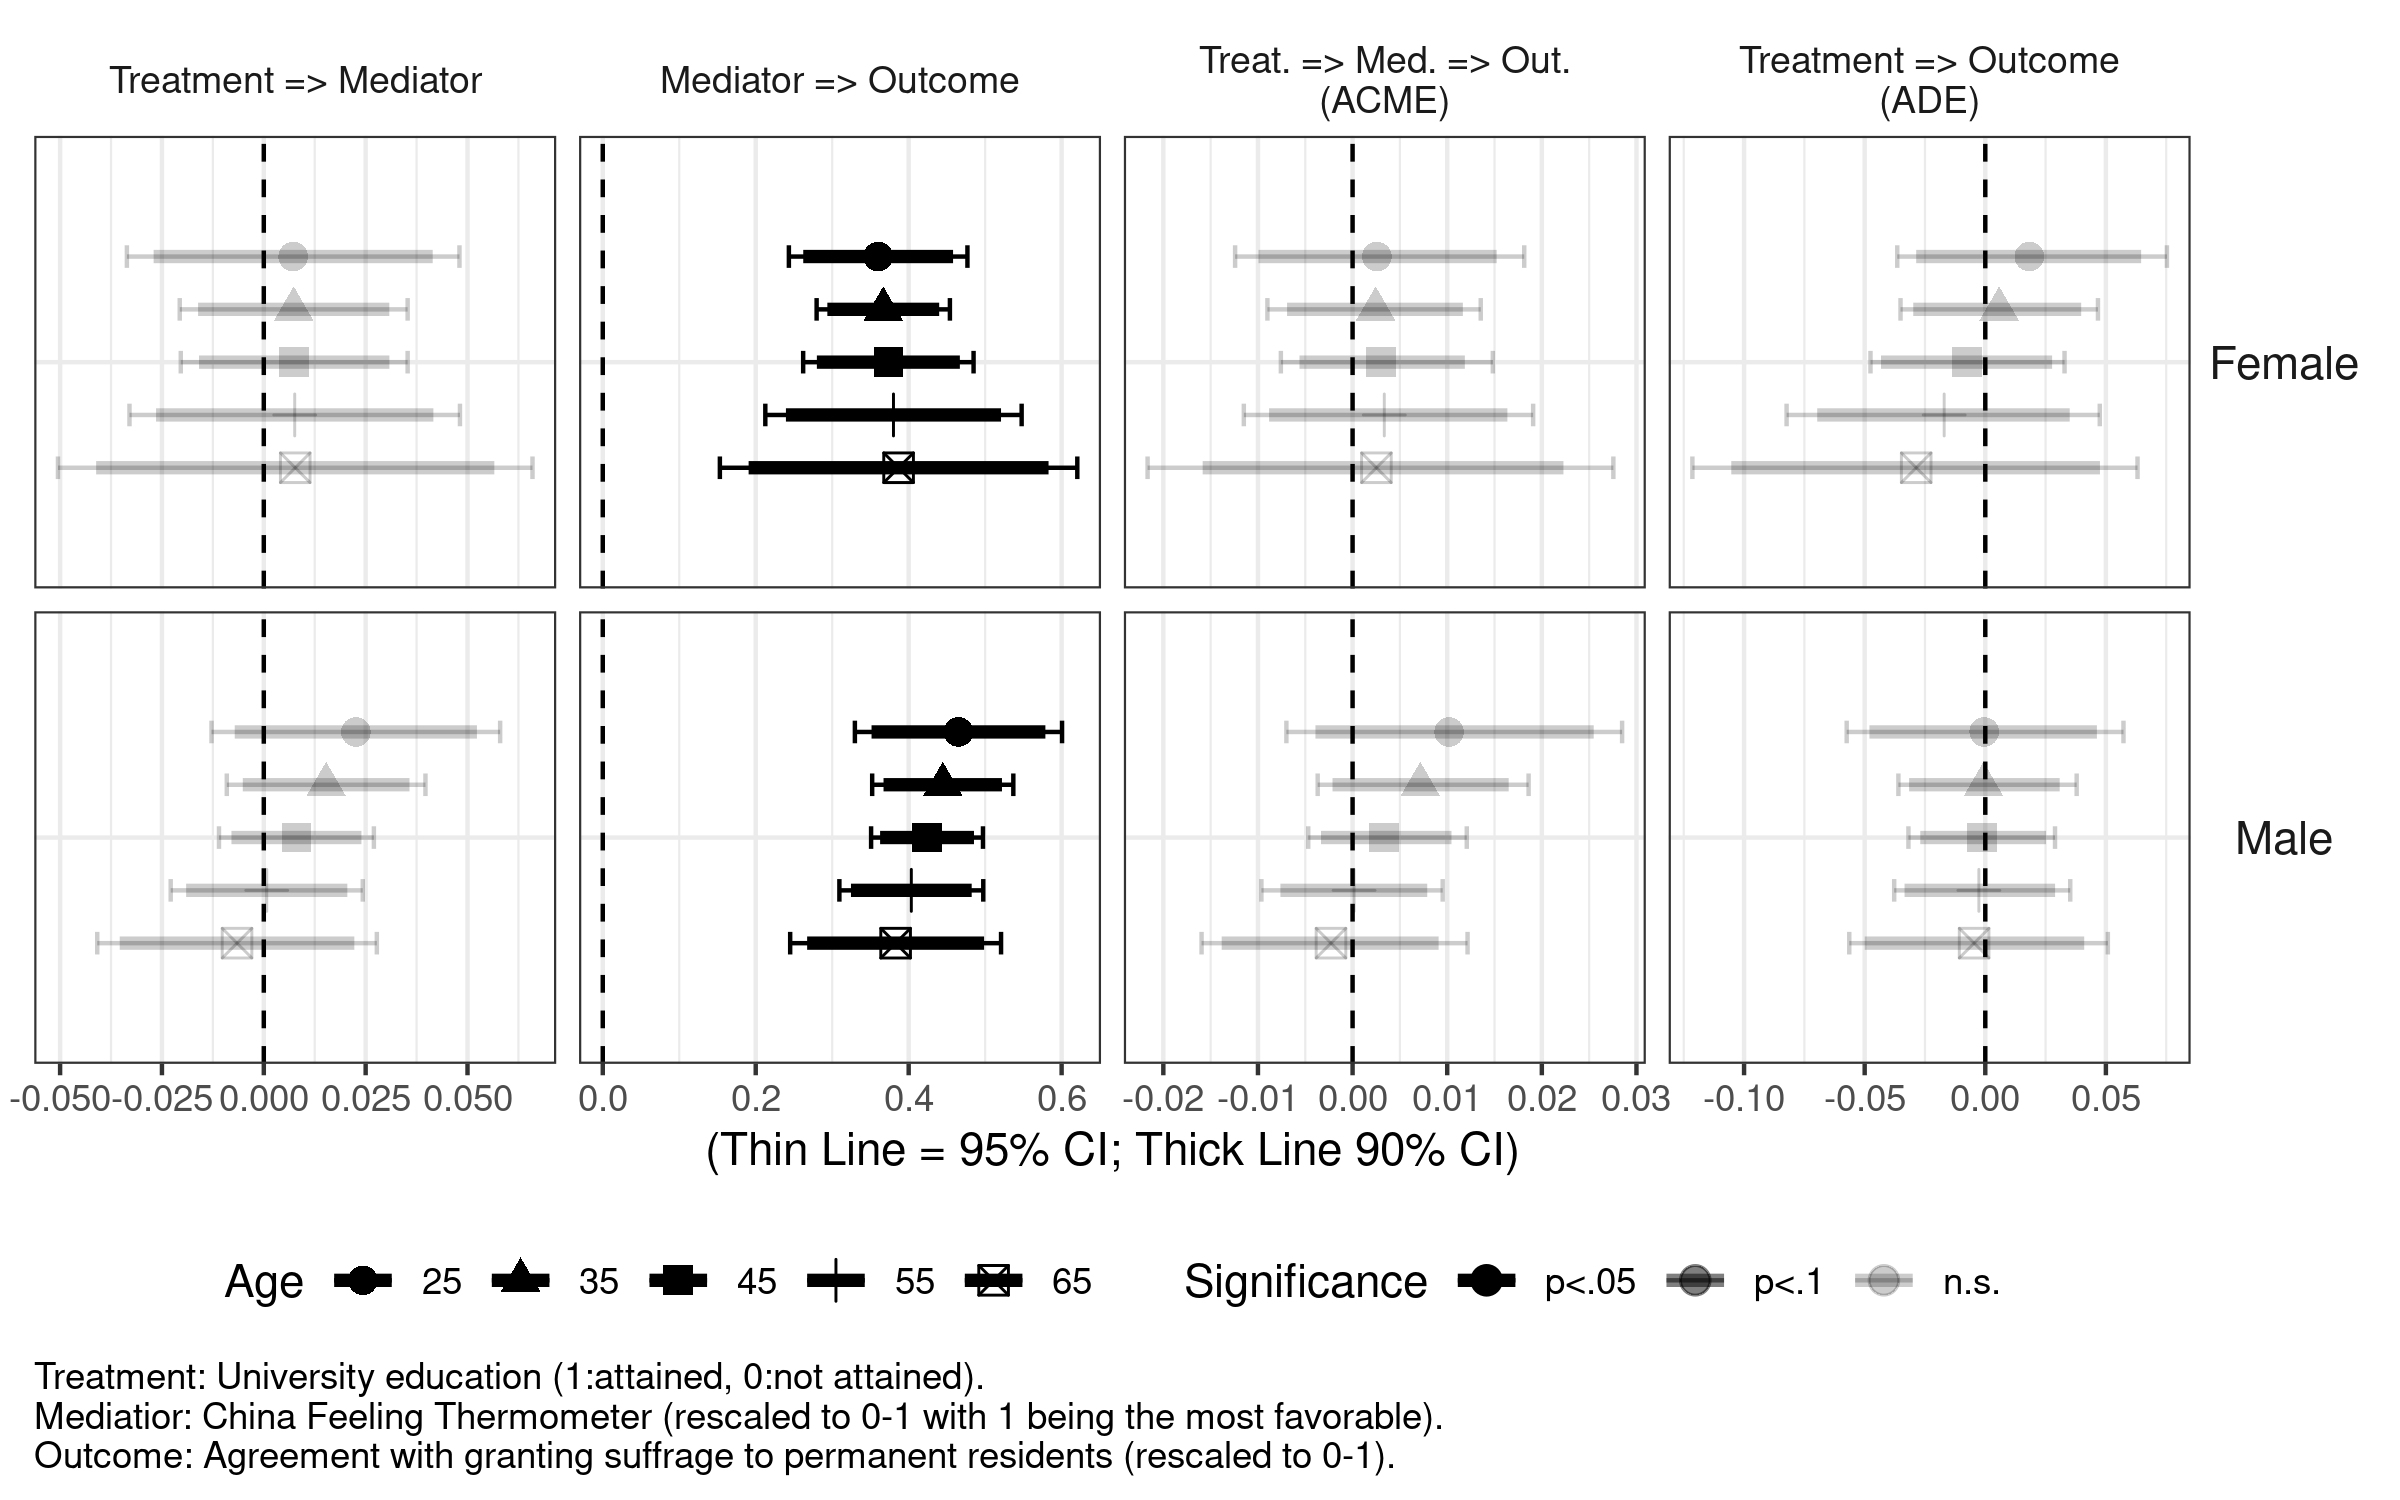 Treatment => Mediator
Mediator => Outcome
Treat. => Med. => Out.
(ACME)
Treatment => Outcome
(ADE)
Female
Male
-0.050 -0.025 0.000 0.025 0.050
0.0 0.2 0.4 0.6
-0.02 -0.01 0.00 0.01 0.02 0.03
-0.10 -0.05 0.00 0.05
(Thin Line = 95% CI; Thick Line 90% CI)
Age 25 35 45 55 65 Significance p<.05 p<.1 n.s.
Treatment: University education (1:attained, 0:not attained).
Mediatior: China Feeling Thermometer (rescaled to 0-1 with 1 being the most favorable).
Outcome: Agreement with granting suffrage to permanent residents (rescaled to 0-1).